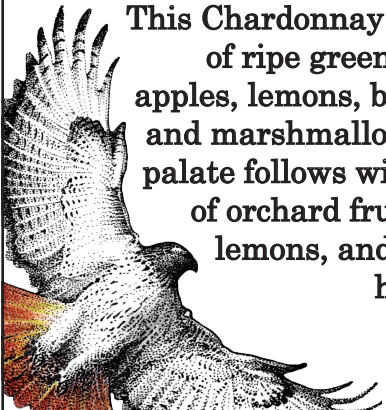 This Chardonnay
of ripe green
apples, lemons, b
and marshmallo
palate follows wi
of orchard fru
lemons, and
h